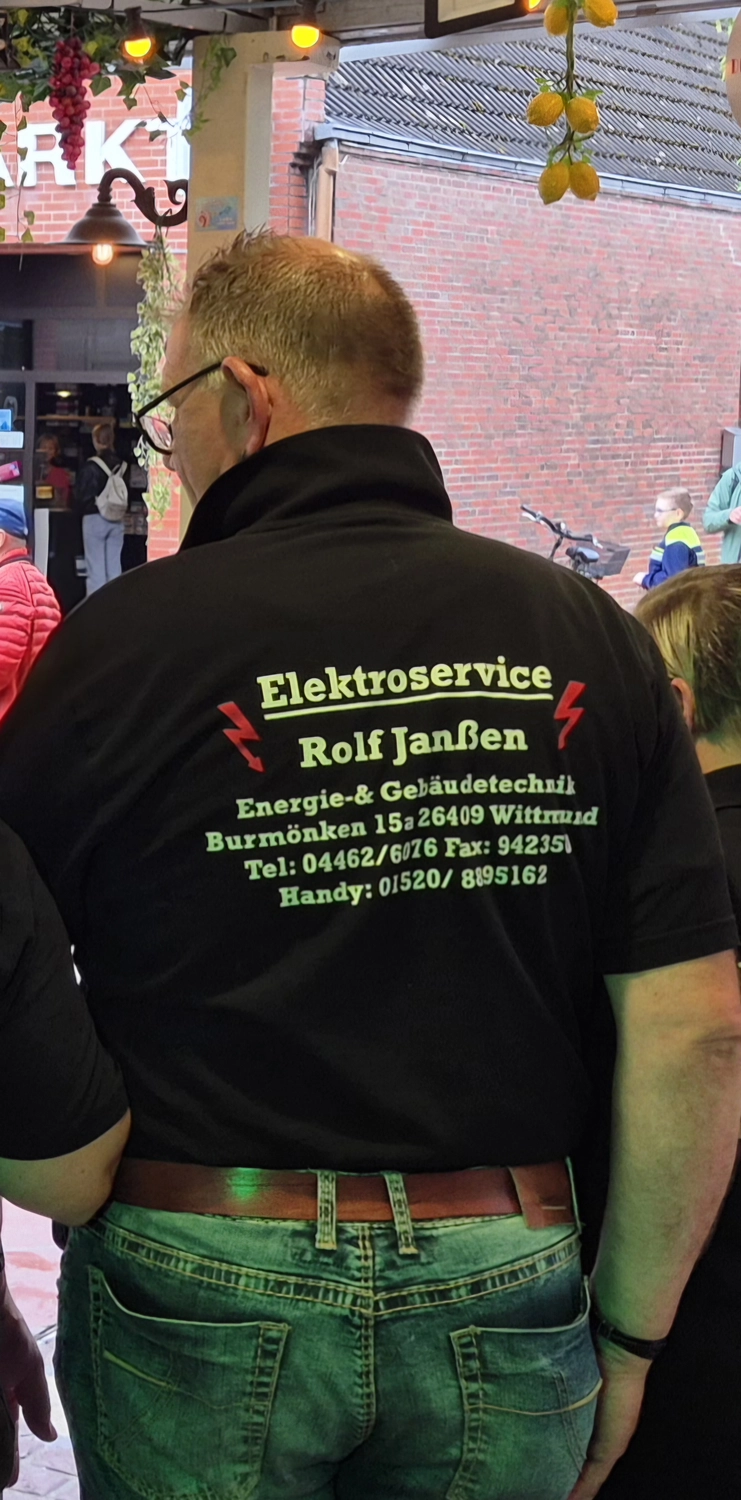 Elektroservice
Rolf Janßen
Energie-& Gebäudetechnik
Burmönken 15a 26409 Wittmund
Tel: 04462/6076 Fax: 942350
Handy: 01520/ 8895162